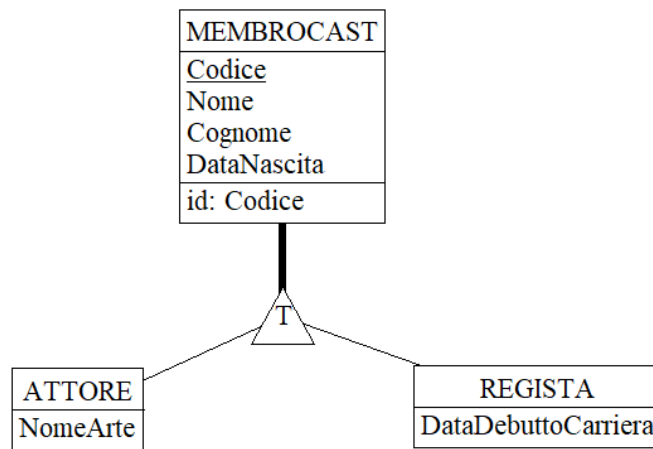 MEMBROCAST
Codice
Nome
Cognome
DataNascita
id: Codice
T
ATTORE
NomeArte
REGISTA
DataDebuttoCarriera